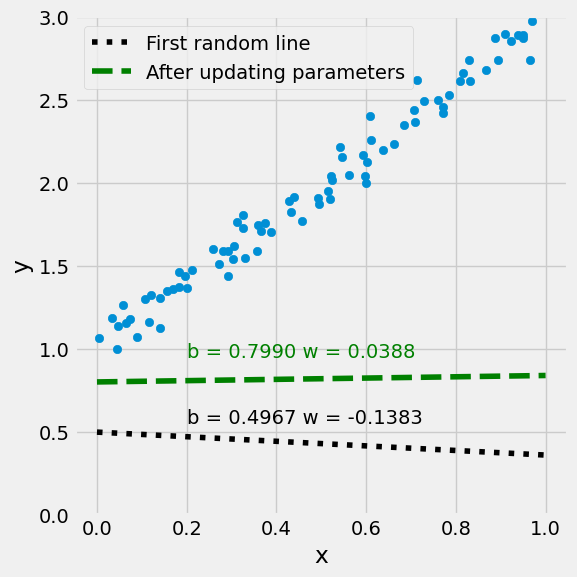 First random line
After updating parameters
y
3.0
2.5
2.0
1.5
1.0
0.5
0.0
b = 0.7990 w = 0.0388
b = 0.4967 w = -0.1383
0.0 0.2 0.4 0.6 0.8 1.0
x